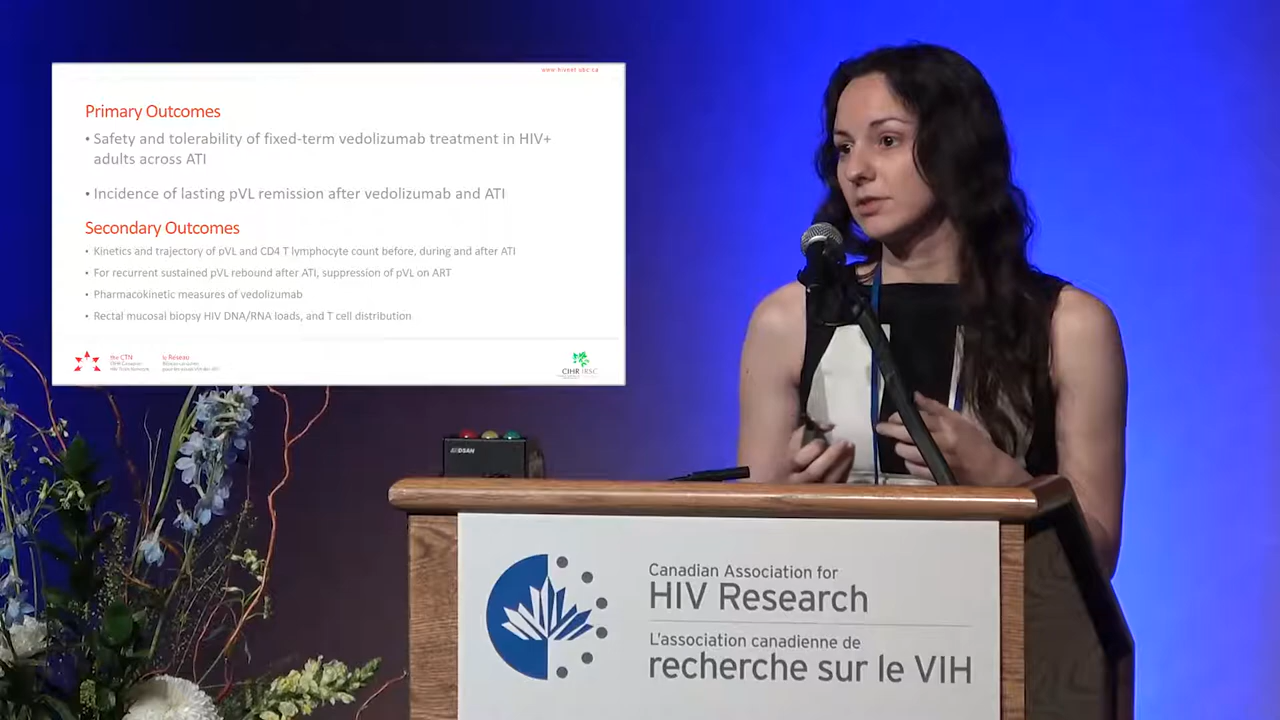 www.hivnet.ubc.ca
Primary Outcomes
• Safety and tolerability of fixed-term vedolizumab treatment in HIV+
adults across ATI
• Incidence of lasting pVL remission after vedolizumab and ATI
Secondary Outcomes
• Kinetics and trajectory of pVL and CD4 T lymphocyte count before, during and after ATI
• For recurrent sustained pVL rebound after ATI, suppression of pVL on ART
• Pharmacokinetic measures of vedolizumab
• Rectal mucosal biopsy HIV DNA/RNA loads, and T cell distribution
the CTN
le Réseau
CIHR IRSC
Canadian Association for
HIV Research
L'association canadienne de
recherche sur le VIH